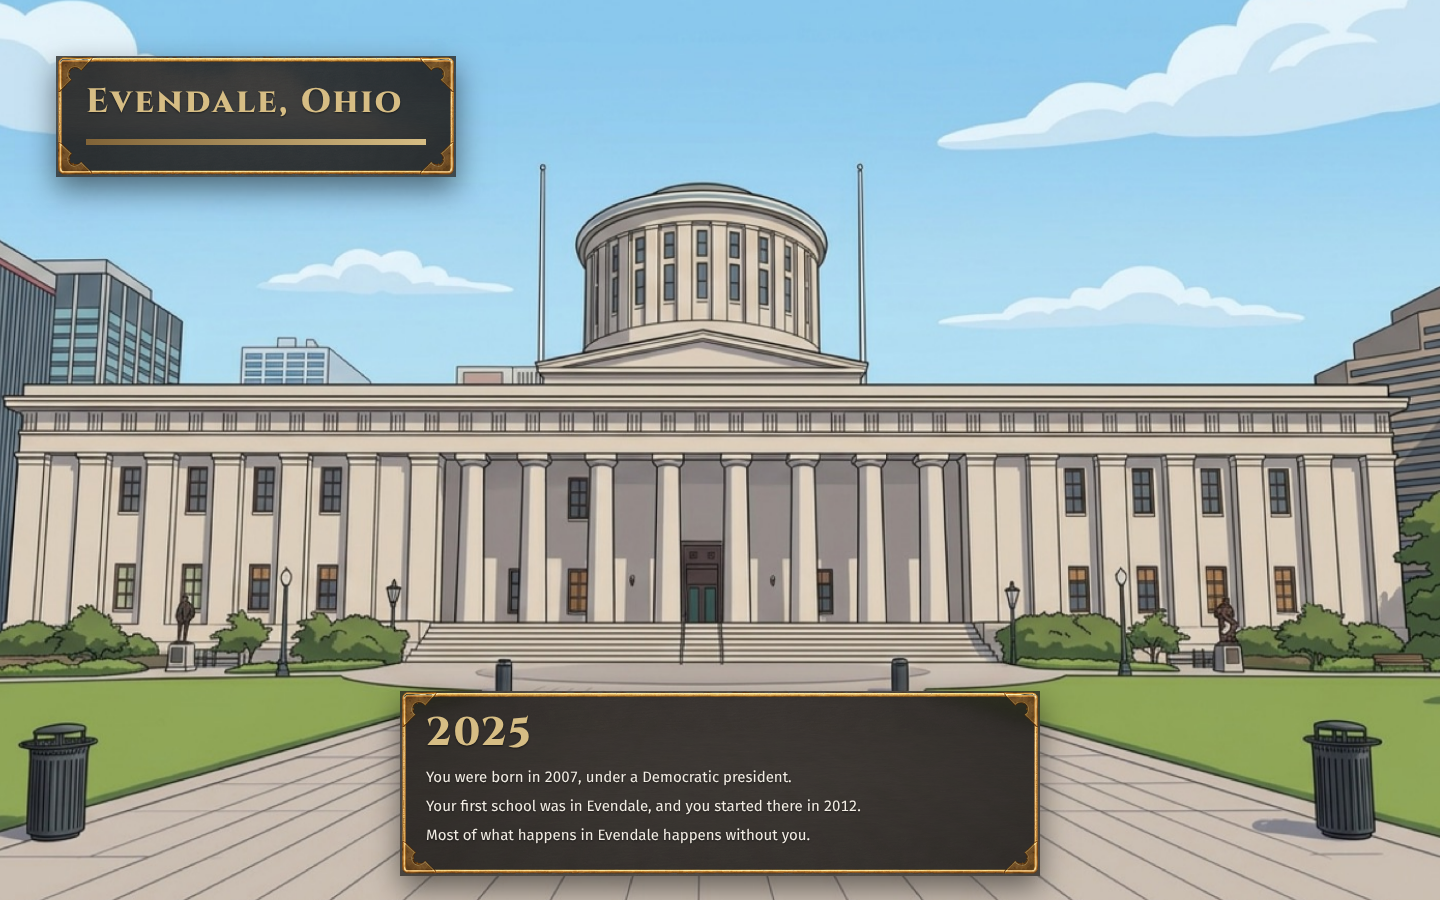 Evendale, Ohio
2025
You were born in 2007, under a Democratic president.
Your first school was in Evendale, and you started there in 2012.
Most of what happens in Evendale happens without you.